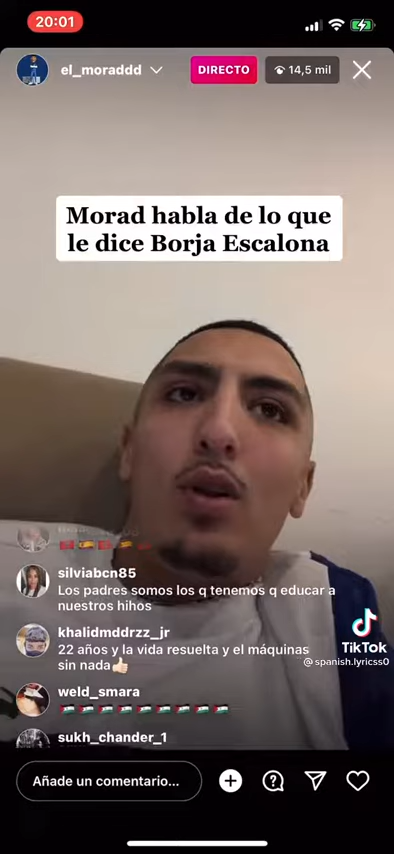 20:01
el_moraddd
DIRECTO
14,5 mil
Morad habla de lo que
le dice Borja Escalona
silviabcn85
Los padres somos los q tenemos q educar a
nuestros hihos
khalidmddrzz_jr
22 años y la vida resuelta y el máquinas
sin nada👍🏻
weld_smara
🇵🇸🇵🇸🇵🇸🇵🇸🇵🇸🇵🇸🇵🇸🇵🇸🇵🇸
sukh_chander_1
TikTok
@spanish.lyricss0
Añade un comentario...